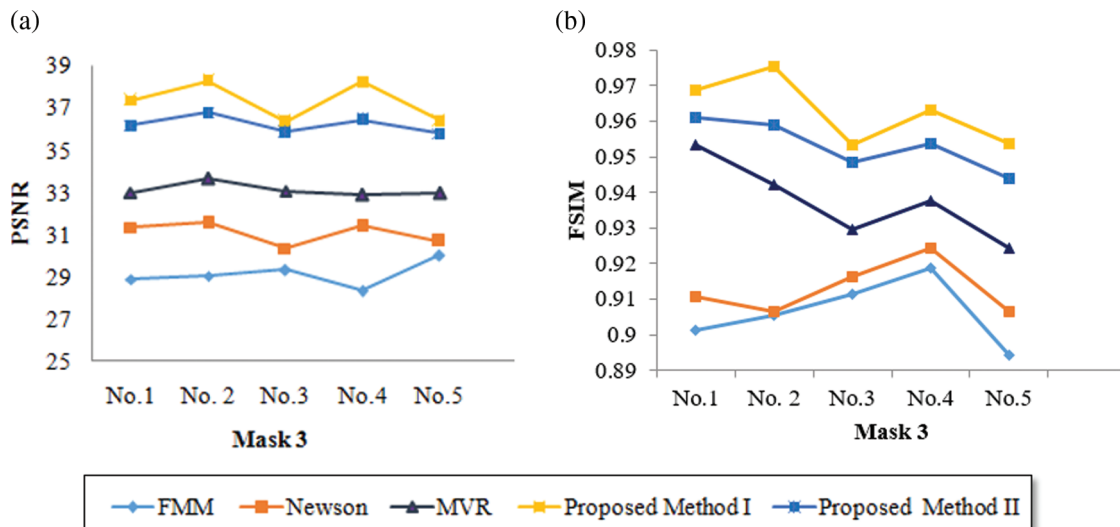 (a)
39
37
35
33
31
29
27
25
PSNR
No.1 No. 2 No.3 No.4 No.5
Mask 3
(b)
0.98
0.97
0.96
0.95
0.94
0.93
0.92
0.91
0.9
0.89
FSIM
No.1 No. 2 No.3 No.4 No.5
Mask 3
FMM Newson MVR Proposed Method I Proposed Method II